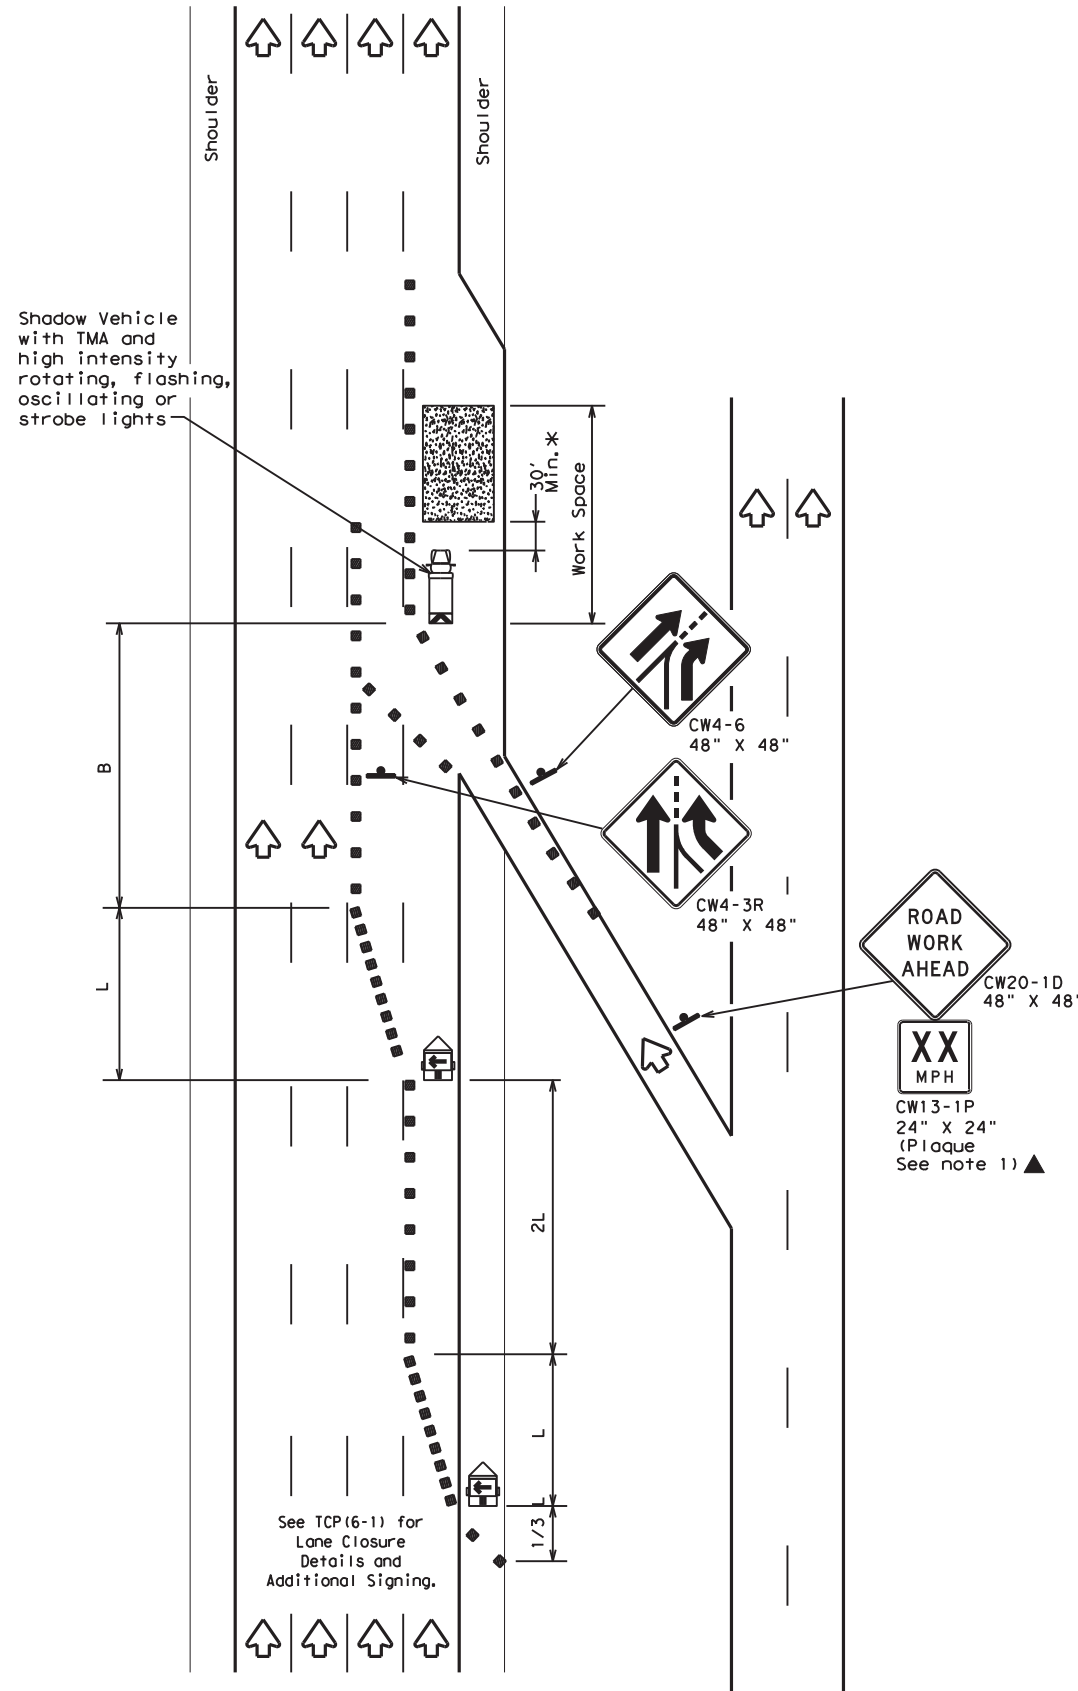 Shoulder
Shoulder
Shadow Vehicle
with TMA and
high intensity
rotating, flashing,
oscillating or
strobe lights
30'
Min.*
Work Space
CW4-6
48" X 48"
B
CW4-3R
48" X 48"
ROAD
WORK
AHEAD
CW20-1D
48" X 48"
L
XX
MPH
CW13-1P
24" X 24"
(Plaque
See note 1)▲
2L
L
1/3 L
See TCP(6-1) for
Lane Closure
Details and
Additional Signing.